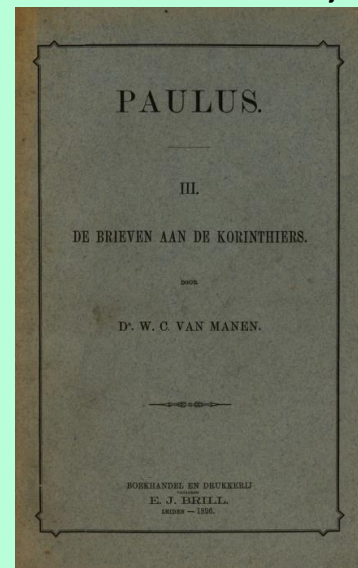 PAULUS.
III.
DE BRIEVEN AAN DE KORINTHIERS.
DOOR
Dr. W. C. VAN MANEN.
BOEKHANDEL EN DRUKKERIJ
E. J. BRILL.
LEIDEN — 1896.